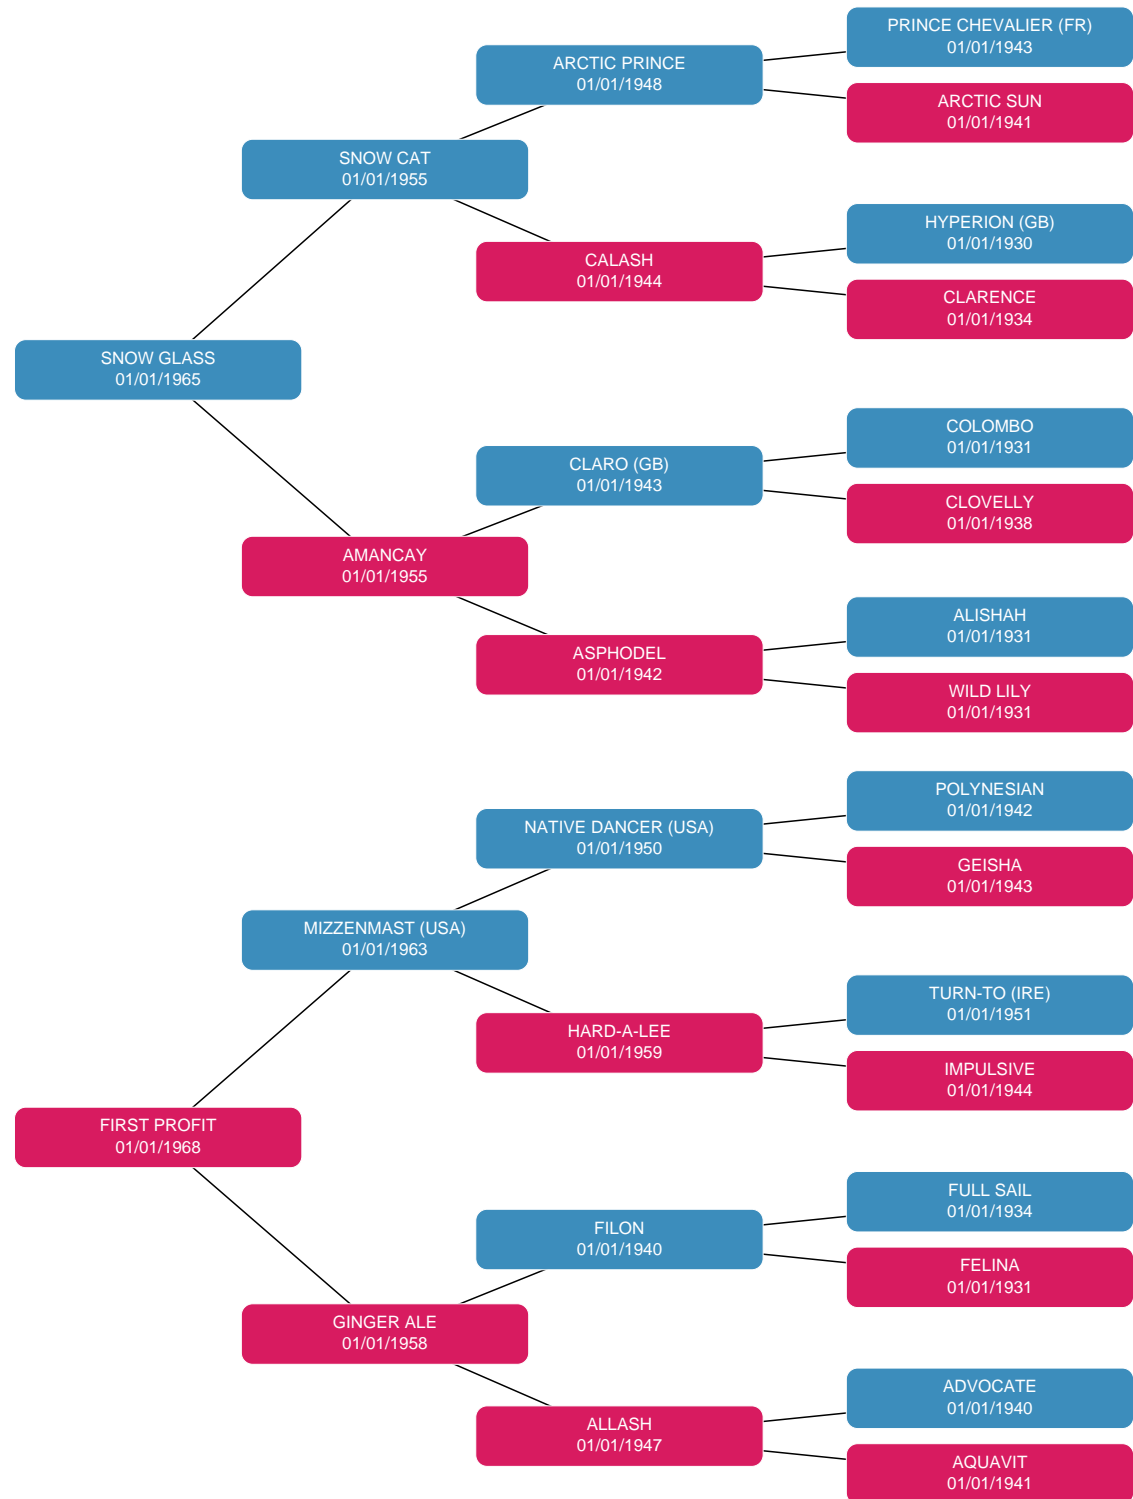 PRINCE CHEVALIER (FR)
01/01/1943
ARCTIC PRINCE
01/01/1948
ARCTIC SUN
01/01/1941
SNOW CAT
01/01/1955
HYPERION (GB)
01/01/1930
CALASH
01/01/1944
CLARENCE
01/01/1934
SNOW GLASS
01/01/1965
COLOMBO
01/01/1931
CLARO (GB)
01/01/1943
CLOVELLY
01/01/1938
AMANCAY
01/01/1955
ALISHAH
01/01/1931
ASPHODEL
01/01/1942
WILD LILY
01/01/1931
POLYNESIAN
01/01/1942
NATIVE DANCER (USA)
01/01/1950
GEISHA
01/01/1943
MIZZENMAST (USA)
01/01/1963
TURN-TO (IRE)
01/01/1951
HARD-A-LEE
01/01/1959
IMPULSIVE
01/01/1944
FIRST PROFIT
01/01/1968
FULL SAIL
01/01/1934
FILON
01/01/1940
FELINA
01/01/1931
GINGER ALE
01/01/1958
ADVOCATE
01/01/1940
ALLASH
01/01/1947
AQUAVIT
01/01/1941